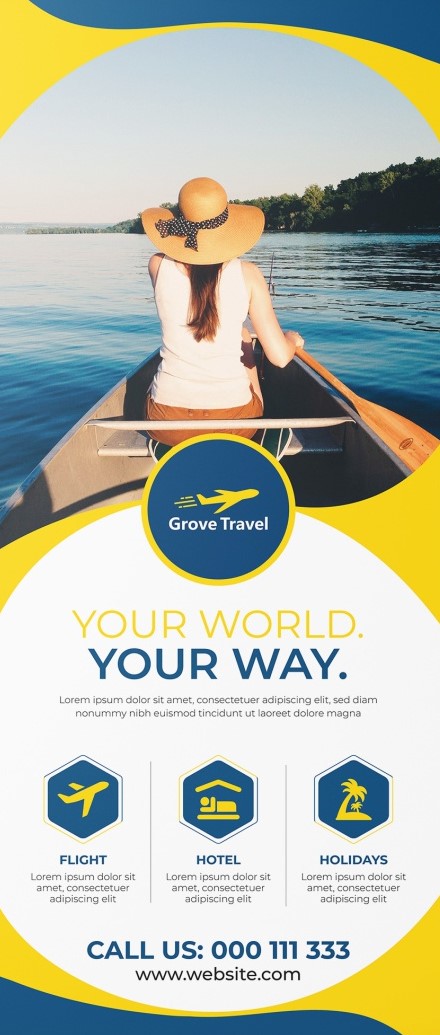 Grove Travel
YOUR WORLD.
YOUR WAY.
Lorem ipsum dolor sit amet, consectetuer adipiscing elit, sed diam
nonummy nibh euismod tincidunt ut laoreet dolore magna
FLIGHT
Lorem ipsum dolor sit
amet, consectetuer
adipiscing elit
HOTEL
Lorem ipsum dolor sit
amet, consectetuer
adipiscing elit
HOLIDAYS
Lorem ipsum dolor sit
amet, consectetuer
adipiscing elit
CALL US: 000 111 333
www.website.com